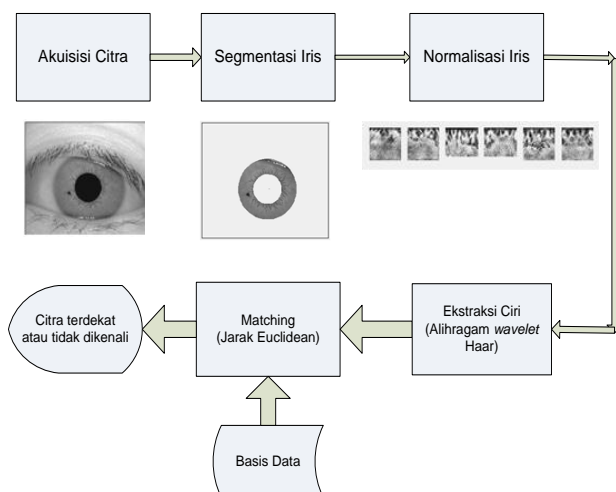 Akuisisi Citra
Segmentasi Iris
Normalisasi Iris
Ekstraksi Ciri
(Alihragam wavelet
Haar)
Matching
(Jarak Euclidean)
Citra terdekat
atau tidak dikenali
Basis Data